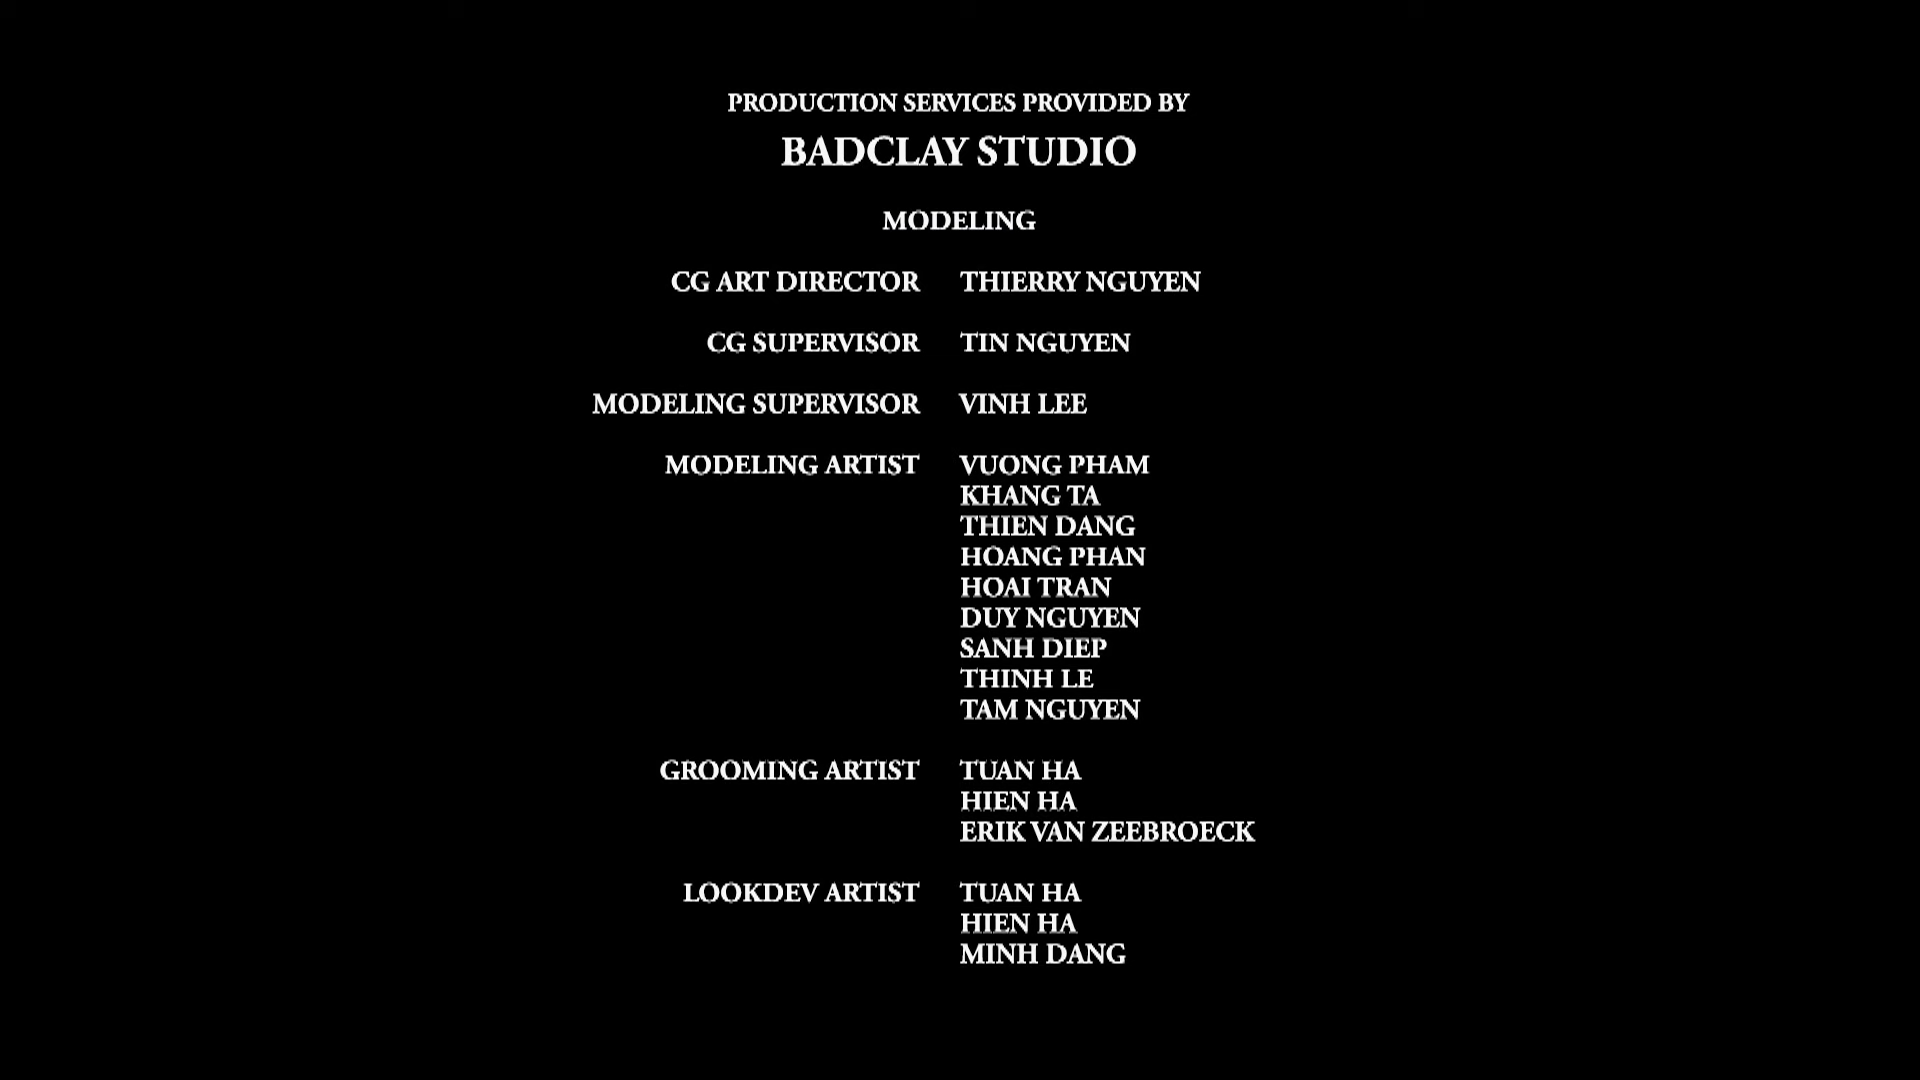 PRODUCTION SERVICES PROVIDED BY
BADCLAY STUDIO
MODELING
CG ART DIRECTOR THIERRY NGUYEN
CG SUPERVISOR TIN NGUYEN
MODELING SUPERVISOR VINH LEE
MODELING ARTIST VUONG PHAM
KHANG TA
THIEN DANG
HOANG PHAN
HOAI TRAN
DUY NGUYEN
SANH DIEP
THINH LE
TAM NGUYEN
GROOMING ARTIST TUAN HA
HIEN HA
ERIK VAN ZEEBROECK
LOOKDEV ARTIST TUAN HA
HIEN HA
MINH DANG